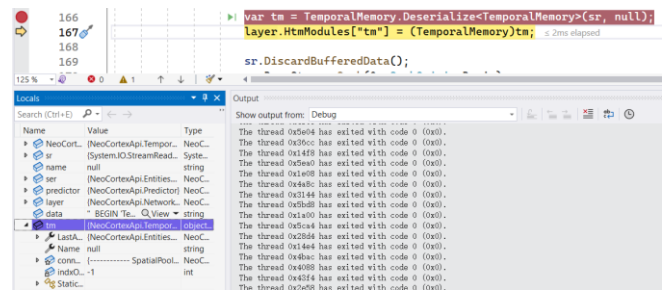 166
var tm = TemporalMemory.Deserialize<TemporalMemory>(sr, null);
167
layer.HtmModules["tm"] = (TemporalMemory)tm; ≤ 2ms elapsed
168
169
sr.DiscardBufferedData();
125 %
0
1
Locals
Search (Ctrl+E)
Name Value Type
NeoCort... {NeoCortexApi.Tempor... NeoC...
sr {System.IO.StreamRead... Syste...
name null string
ser {NeoCortexApi.Entities... NeoC...
predictor {NeoCortexApi.Predictor} NeoC...
layer {NeoCortexApi.Network... NeoC...
data " BEGIN 'Te... View string
tm {NeoCortexApi.Tempor... object...
LastA... {NeoCortexApi.Entities... NeoC...
Name null string
conn... {------------ SpatialPool... NeoC...
indxO... -1 int
Static...
Output
Show output from: Debug
The thread 0x5e04 has exited with code 0 (0x0).
The thread 0x36cc has exited with code 0 (0x0).
The thread 0x14f8 has exited with code 0 (0x0).
The thread 0x5ea0 has exited with code 0 (0x0).
The thread 0x1e08 has exited with code 0 (0x0).
The thread 0x4a8c has exited with code 0 (0x0).
The thread 0x3144 has exited with code 0 (0x0).
The thread 0x5bd8 has exited with code 0 (0x0).
The thread 0x1a00 has exited with code 0 (0x0).
The thread 0x5ca4 has exited with code 0 (0x0).
The thread 0x28d4 has exited with code 0 (0x0).
The thread 0x14e4 has exited with code 0 (0x0).
The thread 0x4bac has exited with code 0 (0x0).
The thread 0x4088 has exited with code 0 (0x0).
The thread 0x43f4 has exited with code 0 (0x0).
The thread 0x2e58 has exited with code 0 (0x0).